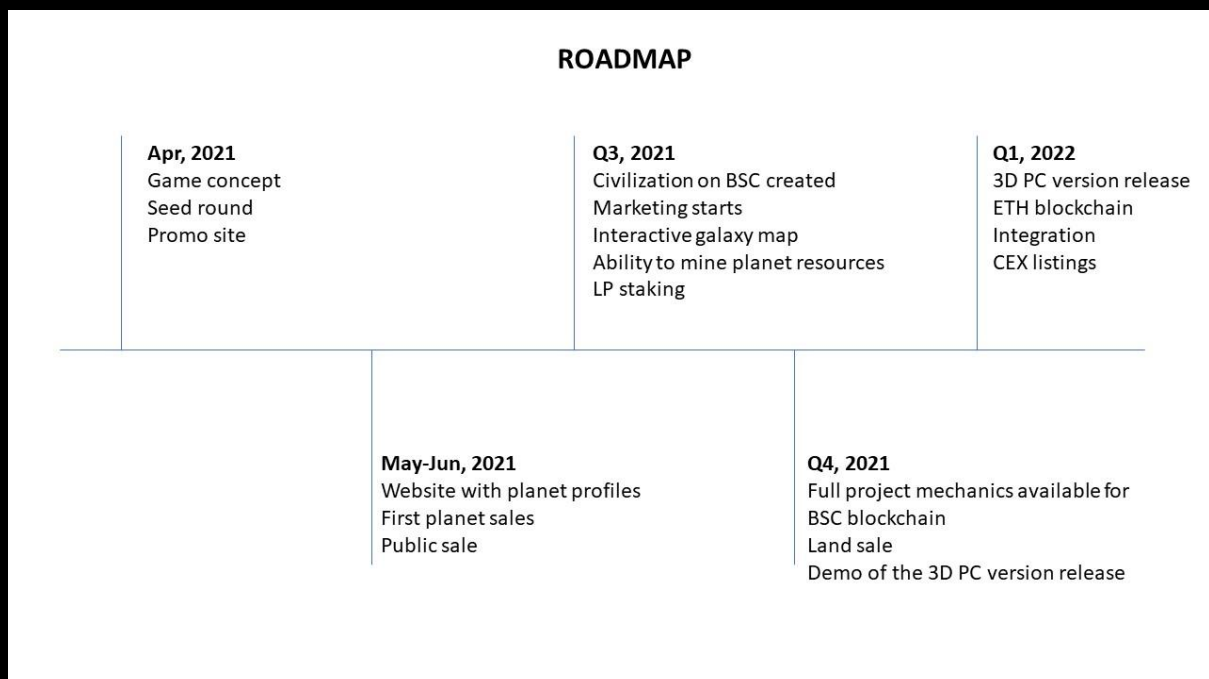 ROADMAP
Apr, 2021
Game concept
Seed round
Promo site
May-Jun, 2021
Website with planet profiles
First planet sales
Public sale
Q3, 2021
Civilization on BSC created
Marketing starts
Interactive galaxy map
Ability to mine planet resources
LP staking
Q4, 2021
Full project mechanics available for
BSC blockchain
Land sale
Demo of the 3D PC version release
Q1, 2022
3D PC version release
ETH blockchain
Integration
CEX listings